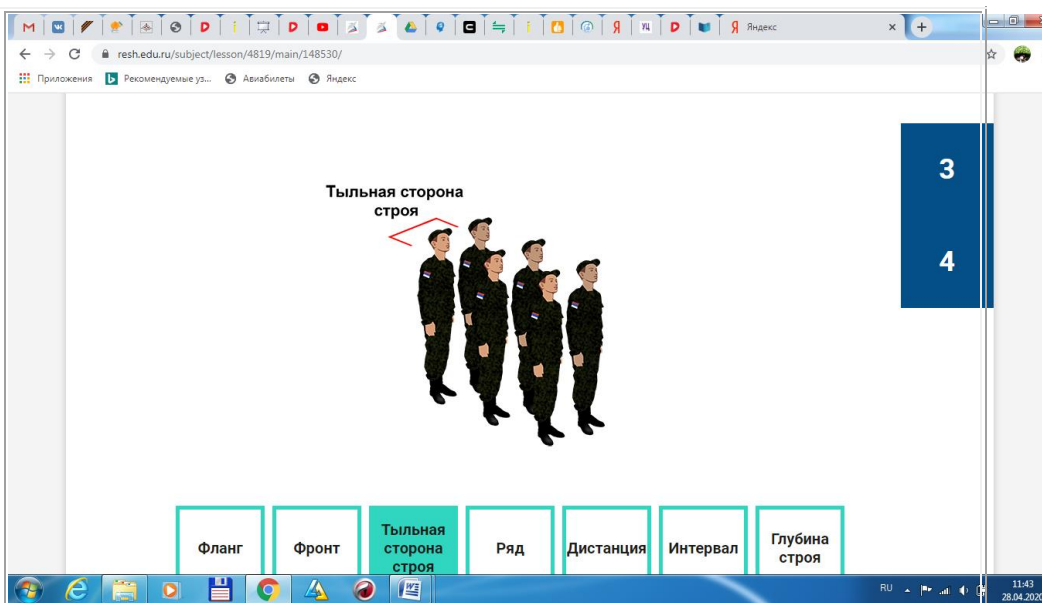 Яндекс
resh.edu.ru/subject/lesson/4819/main/148530/
Приложения Рекомендуемые уз... Авиабилеты Яндекс
3
4
Тыльная сторона
строя
Фланг
Фронт
Тыльная
сторона
строя
Ряд
Дистанция
Интервал
Глубина
строя
RU
11:43
28.04.2020